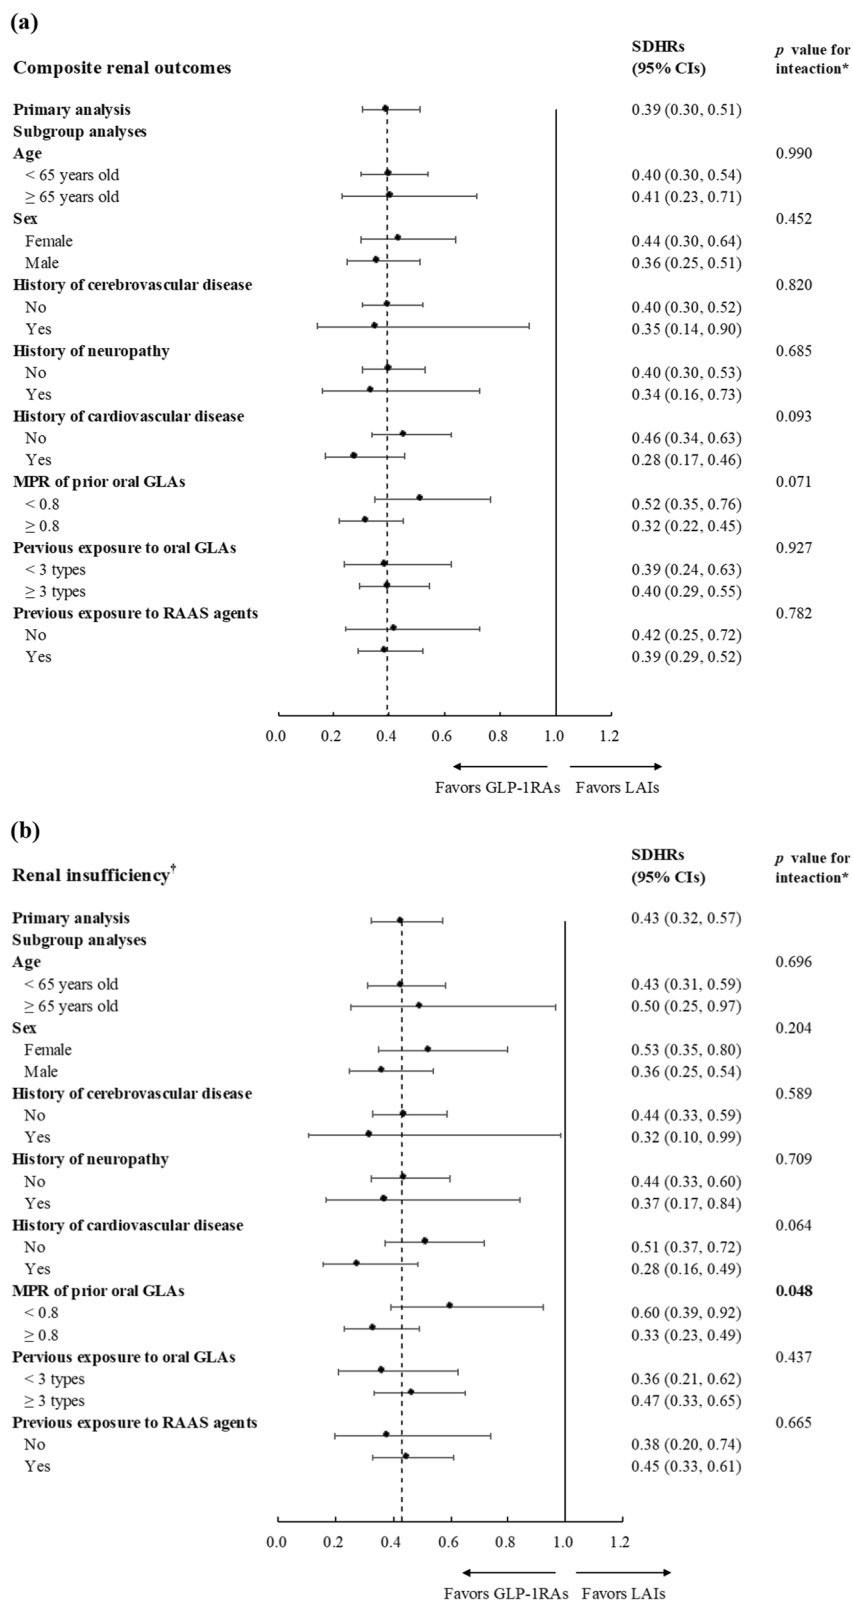 (a)
Composite renal outcomes
SDHRs
(95% CIs)
p value for
inteaction*
Primary analysis 0.39 (0.30, 0.51)
Subgroup analyses
Age 0.990
< 65 years old 0.40 (0.30, 0.54)
≥ 65 years old 0.41 (0.23, 0.71)
Sex 0.452
Female 0.44 (0.30, 0.64)
Male 0.36 (0.25, 0.51)
History of cerebrovascular disease 0.820
No 0.40 (0.30, 0.52)
Yes 0.35 (0.14, 0.90)
History of neuropathy 0.685
No 0.40 (0.30, 0.53)
Yes 0.34 (0.16, 0.73)
History of cardiovascular disease 0.093
No 0.46 (0.34, 0.63)
Yes 0.28 (0.17, 0.46)
MPR of prior oral GLAs 0.071
< 0.8 0.52 (0.35, 0.76)
≥ 0.8 0.32 (0.22, 0.45)
Pervious exposure to oral GLAs 0.927
< 3 types 0.39 (0.24, 0.63)
≥ 3 types 0.40 (0.29, 0.55)
Previous exposure to RAAS agents 0.782
No 0.42 (0.25, 0.72)
Yes 0.39 (0.29, 0.52)
0.0 0.2 0.4 0.6 0.8 1.0 1.2
Favors GLP-1RAs Favors LAIs
(b)
Renal insufficiency†
SDHRs
(95% CIs)
p value for
inteaction*
Primary analysis 0.43 (0.32, 0.57)
Subgroup analyses
Age 0.696
< 65 years old 0.43 (0.31, 0.59)
≥ 65 years old 0.50 (0.25, 0.97)
Sex 0.204
Female 0.53 (0.35, 0.80)
Male 0.36 (0.25, 0.54)
History of cerebrovascular disease 0.589
No 0.44 (0.33, 0.59)
Yes 0.32 (0.10, 0.99)
History of neuropathy 0.709
No 0.44 (0.33, 0.60)
Yes 0.37 (0.17, 0.84)
History of cardiovascular disease 0.064
No 0.51 (0.37, 0.72)
Yes 0.28 (0.16, 0.49)
MPR of prior oral GLAs 0.048
< 0.8 0.60 (0.39, 0.92)
≥ 0.8 0.33 (0.23, 0.49)
Pervious exposure to oral GLAs 0.437
< 3 types 0.36 (0.21, 0.62)
≥ 3 types 0.47 (0.33, 0.65)
Previous exposure to RAAS agents 0.665
No 0.38 (0.20, 0.74)
Yes 0.45 (0.33, 0.61)
0.0 0.2 0.4 0.6 0.8 1.0 1.2
Favors GLP-1RAs Favors LAIs